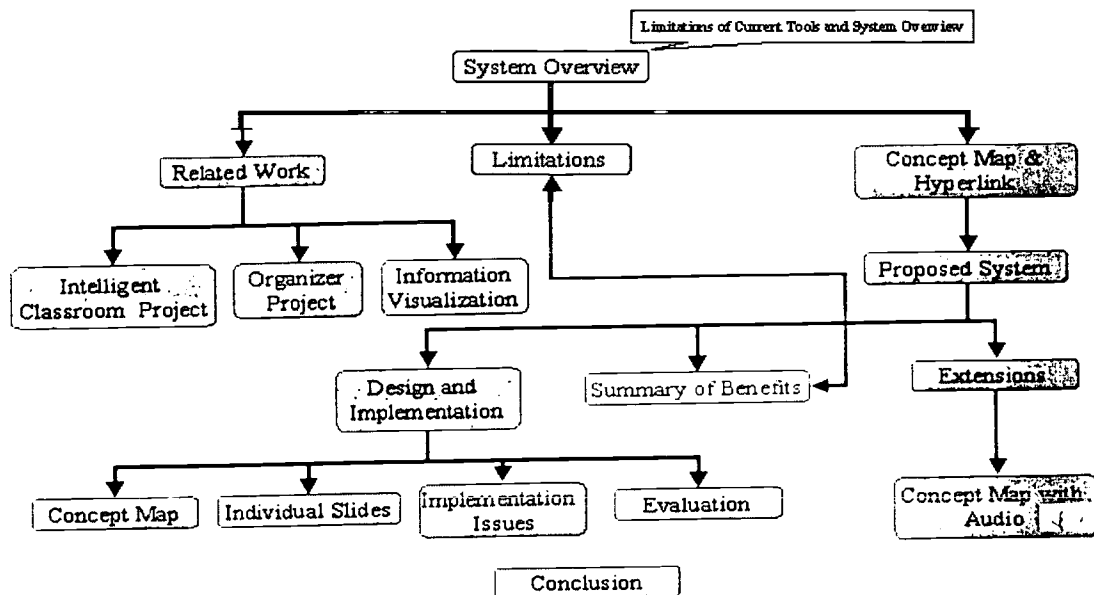 Limitations of Current Tools and System Overview
System Overview
Related Work
Limitations
Concept Map &
Hyperlink
Intelligent
Classroom Project
Organizer
Project
Information
Visualization
Proposed System
Design and
Implementation
Summary of Benefits
Extensions
Concept Map
Individual Slides
Implementation
Issues
Evaluation
Concept Map with
Audio
Conclusion